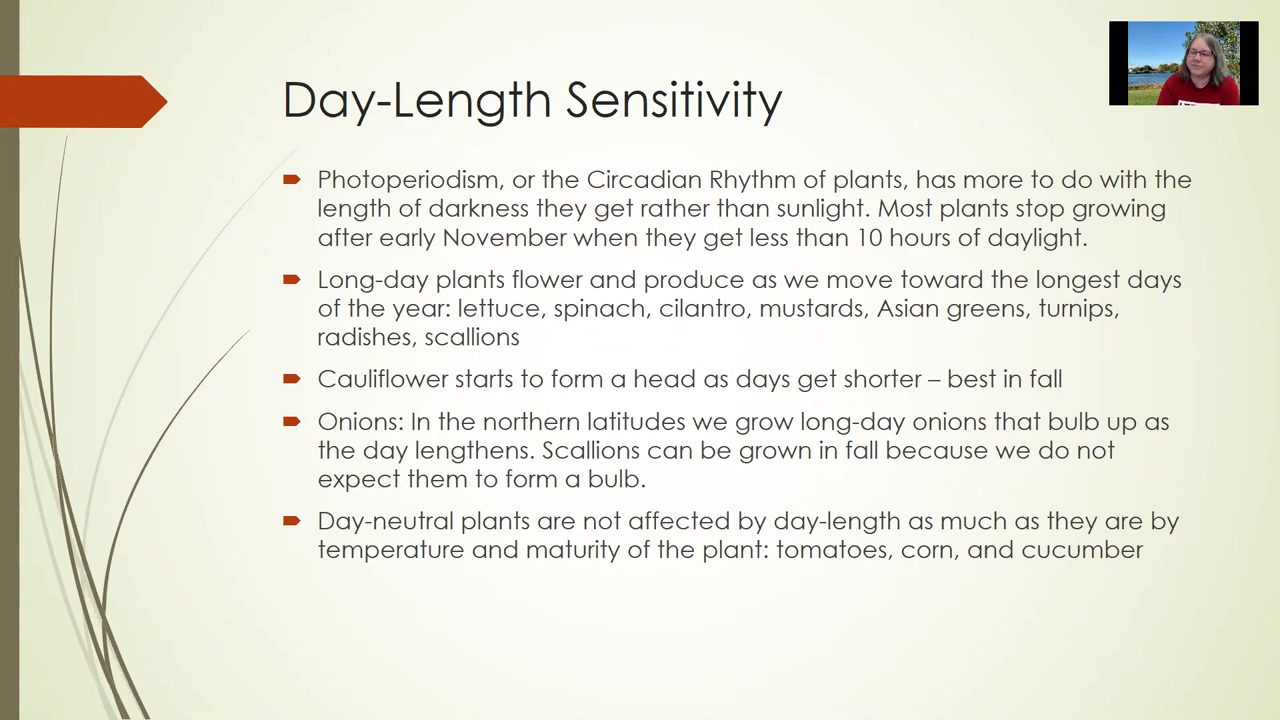 Day-Length Sensitivity
Photoperiodism, or the Circadian Rhythm of plants, has more to do with the
length of darkness they get rather than sunlight. Most plants stop growing
after early November when they get less than 10 hours of daylight.
Long-day plants flower and produce as we move toward the longest days
of the year: lettuce, spinach, cilantro, mustards, Asian greens, turnips,
radishes, scallions
Cauliflower starts to form a head as days get shorter – best in fall
Onions: In the northern latitudes we grow long-day onions that bulb up as
the day lengthens. Scallions can be grown in fall because we do not
expect them to form a bulb.
Day-neutral plants are not affected by day-length as much as they are by
temperature and maturity of the plant: tomatoes, corn, and cucumber